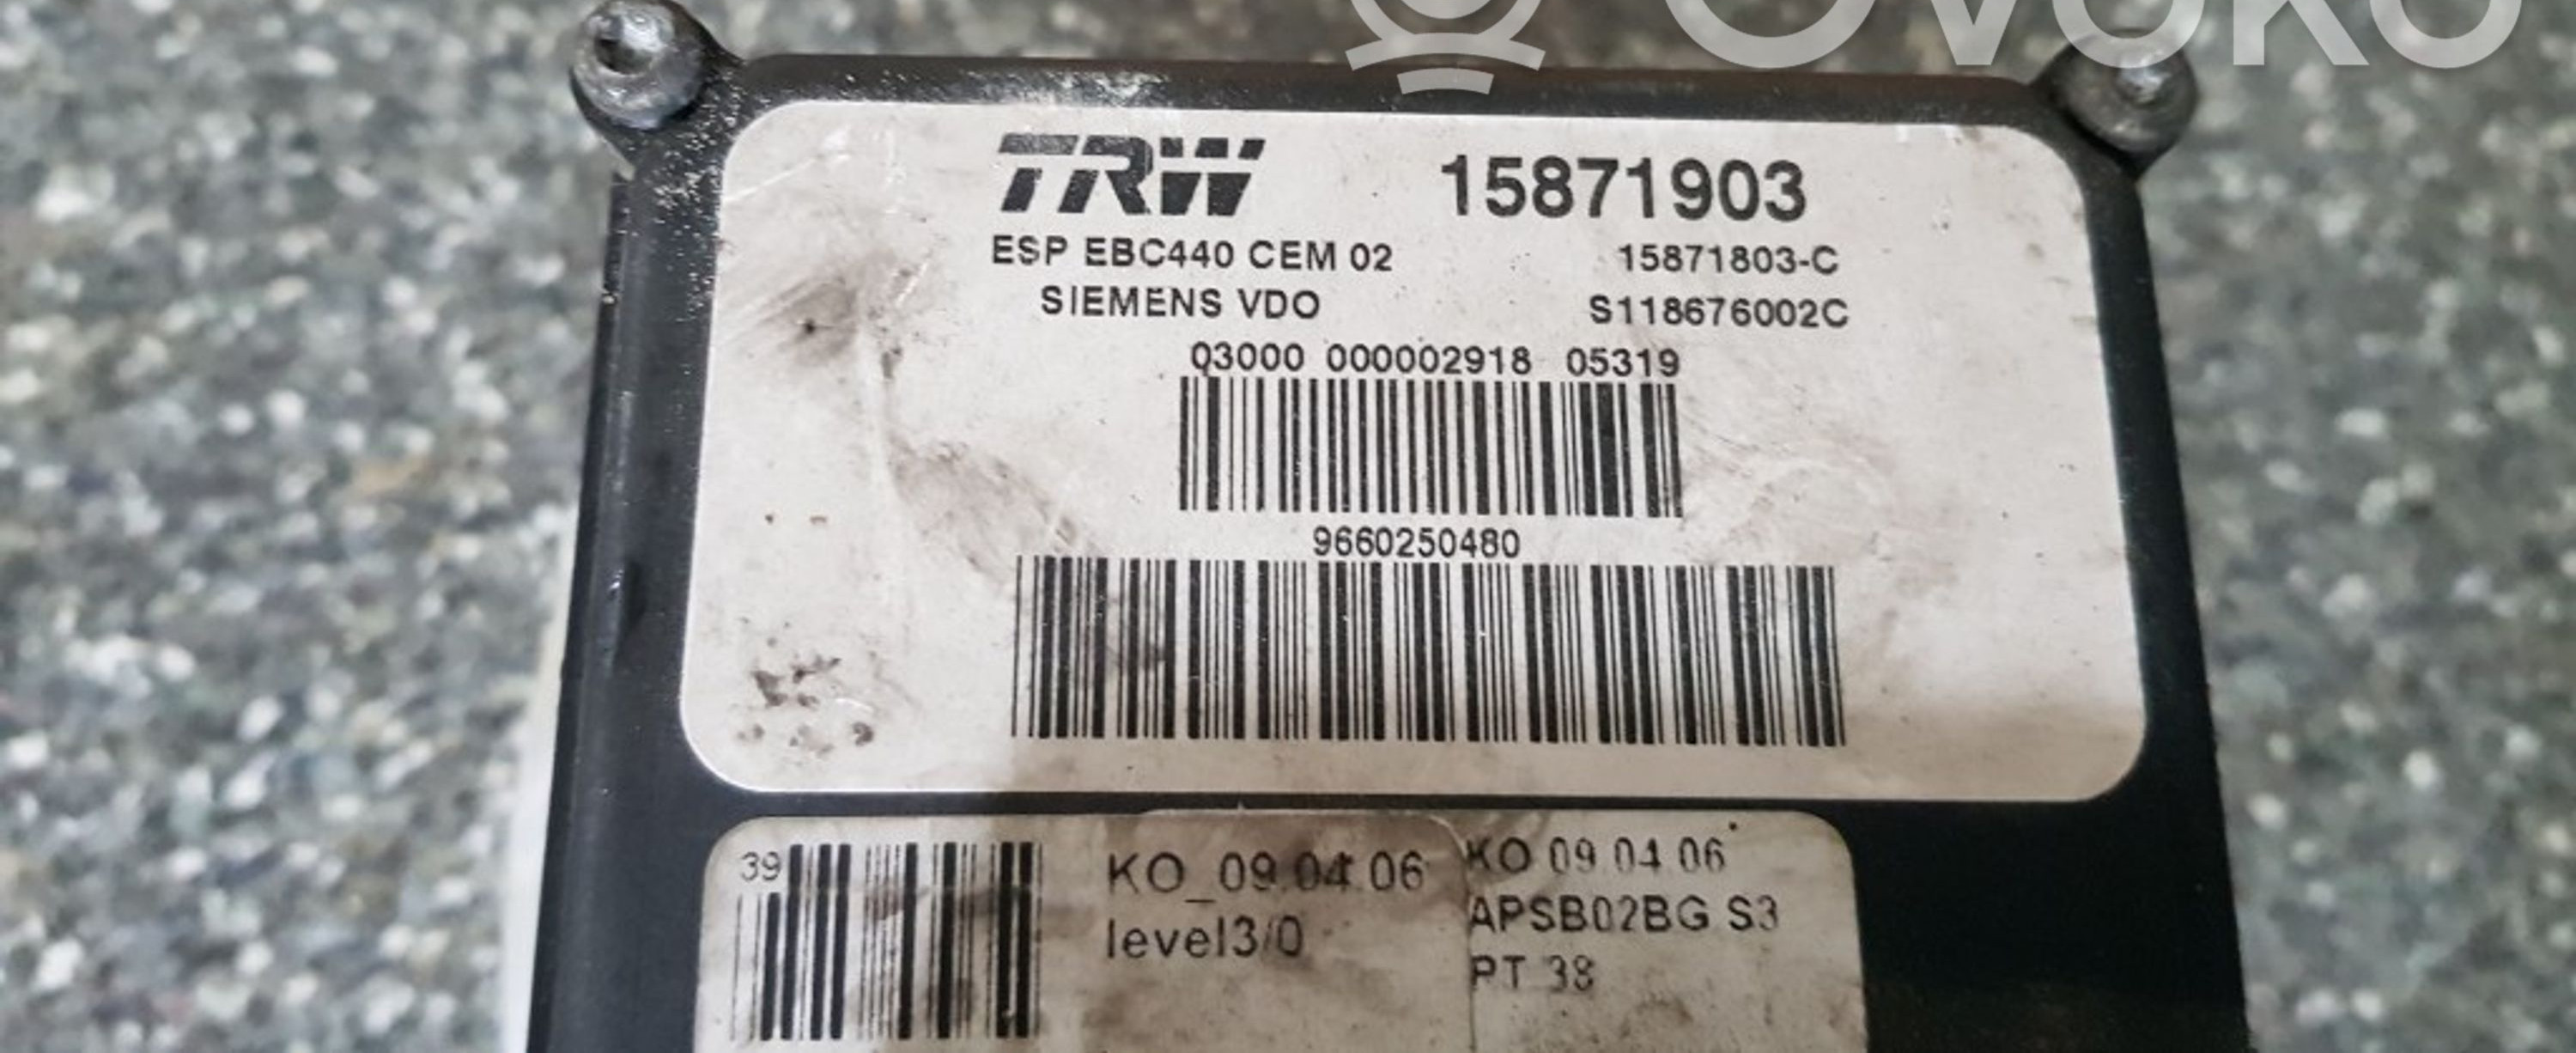 OVOKO
TRW 15871903
ESP EBC440 CEM 02 15871803-C
SIEMENS VDO S118676002C
03000 000002918 05319
9660250480
39
KO_09.04.06
level3/0
KO 09.04.06
APSB02BG S3
PT 38